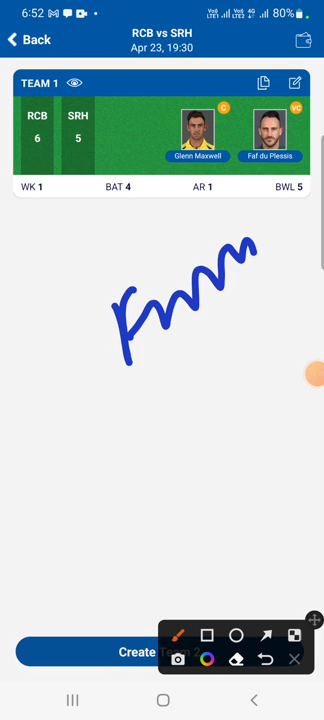 6:52 80%
Back RCB vs SRH
Apr 23, 19:30
TEAM 1
RCB SRH C VC
6 5
Glenn Maxwell Faf du Plessis
WK 1 BAT 4 AR 1 BWL 5
Create Team 2